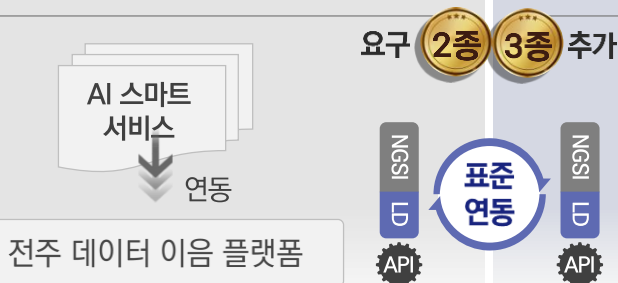 요구 2종 3종 추가
AI 스마트
서비스
연동
전주 데이터 이음 플랫폼
NGSI
LD
API
표준
연동
NGSI
LD
API